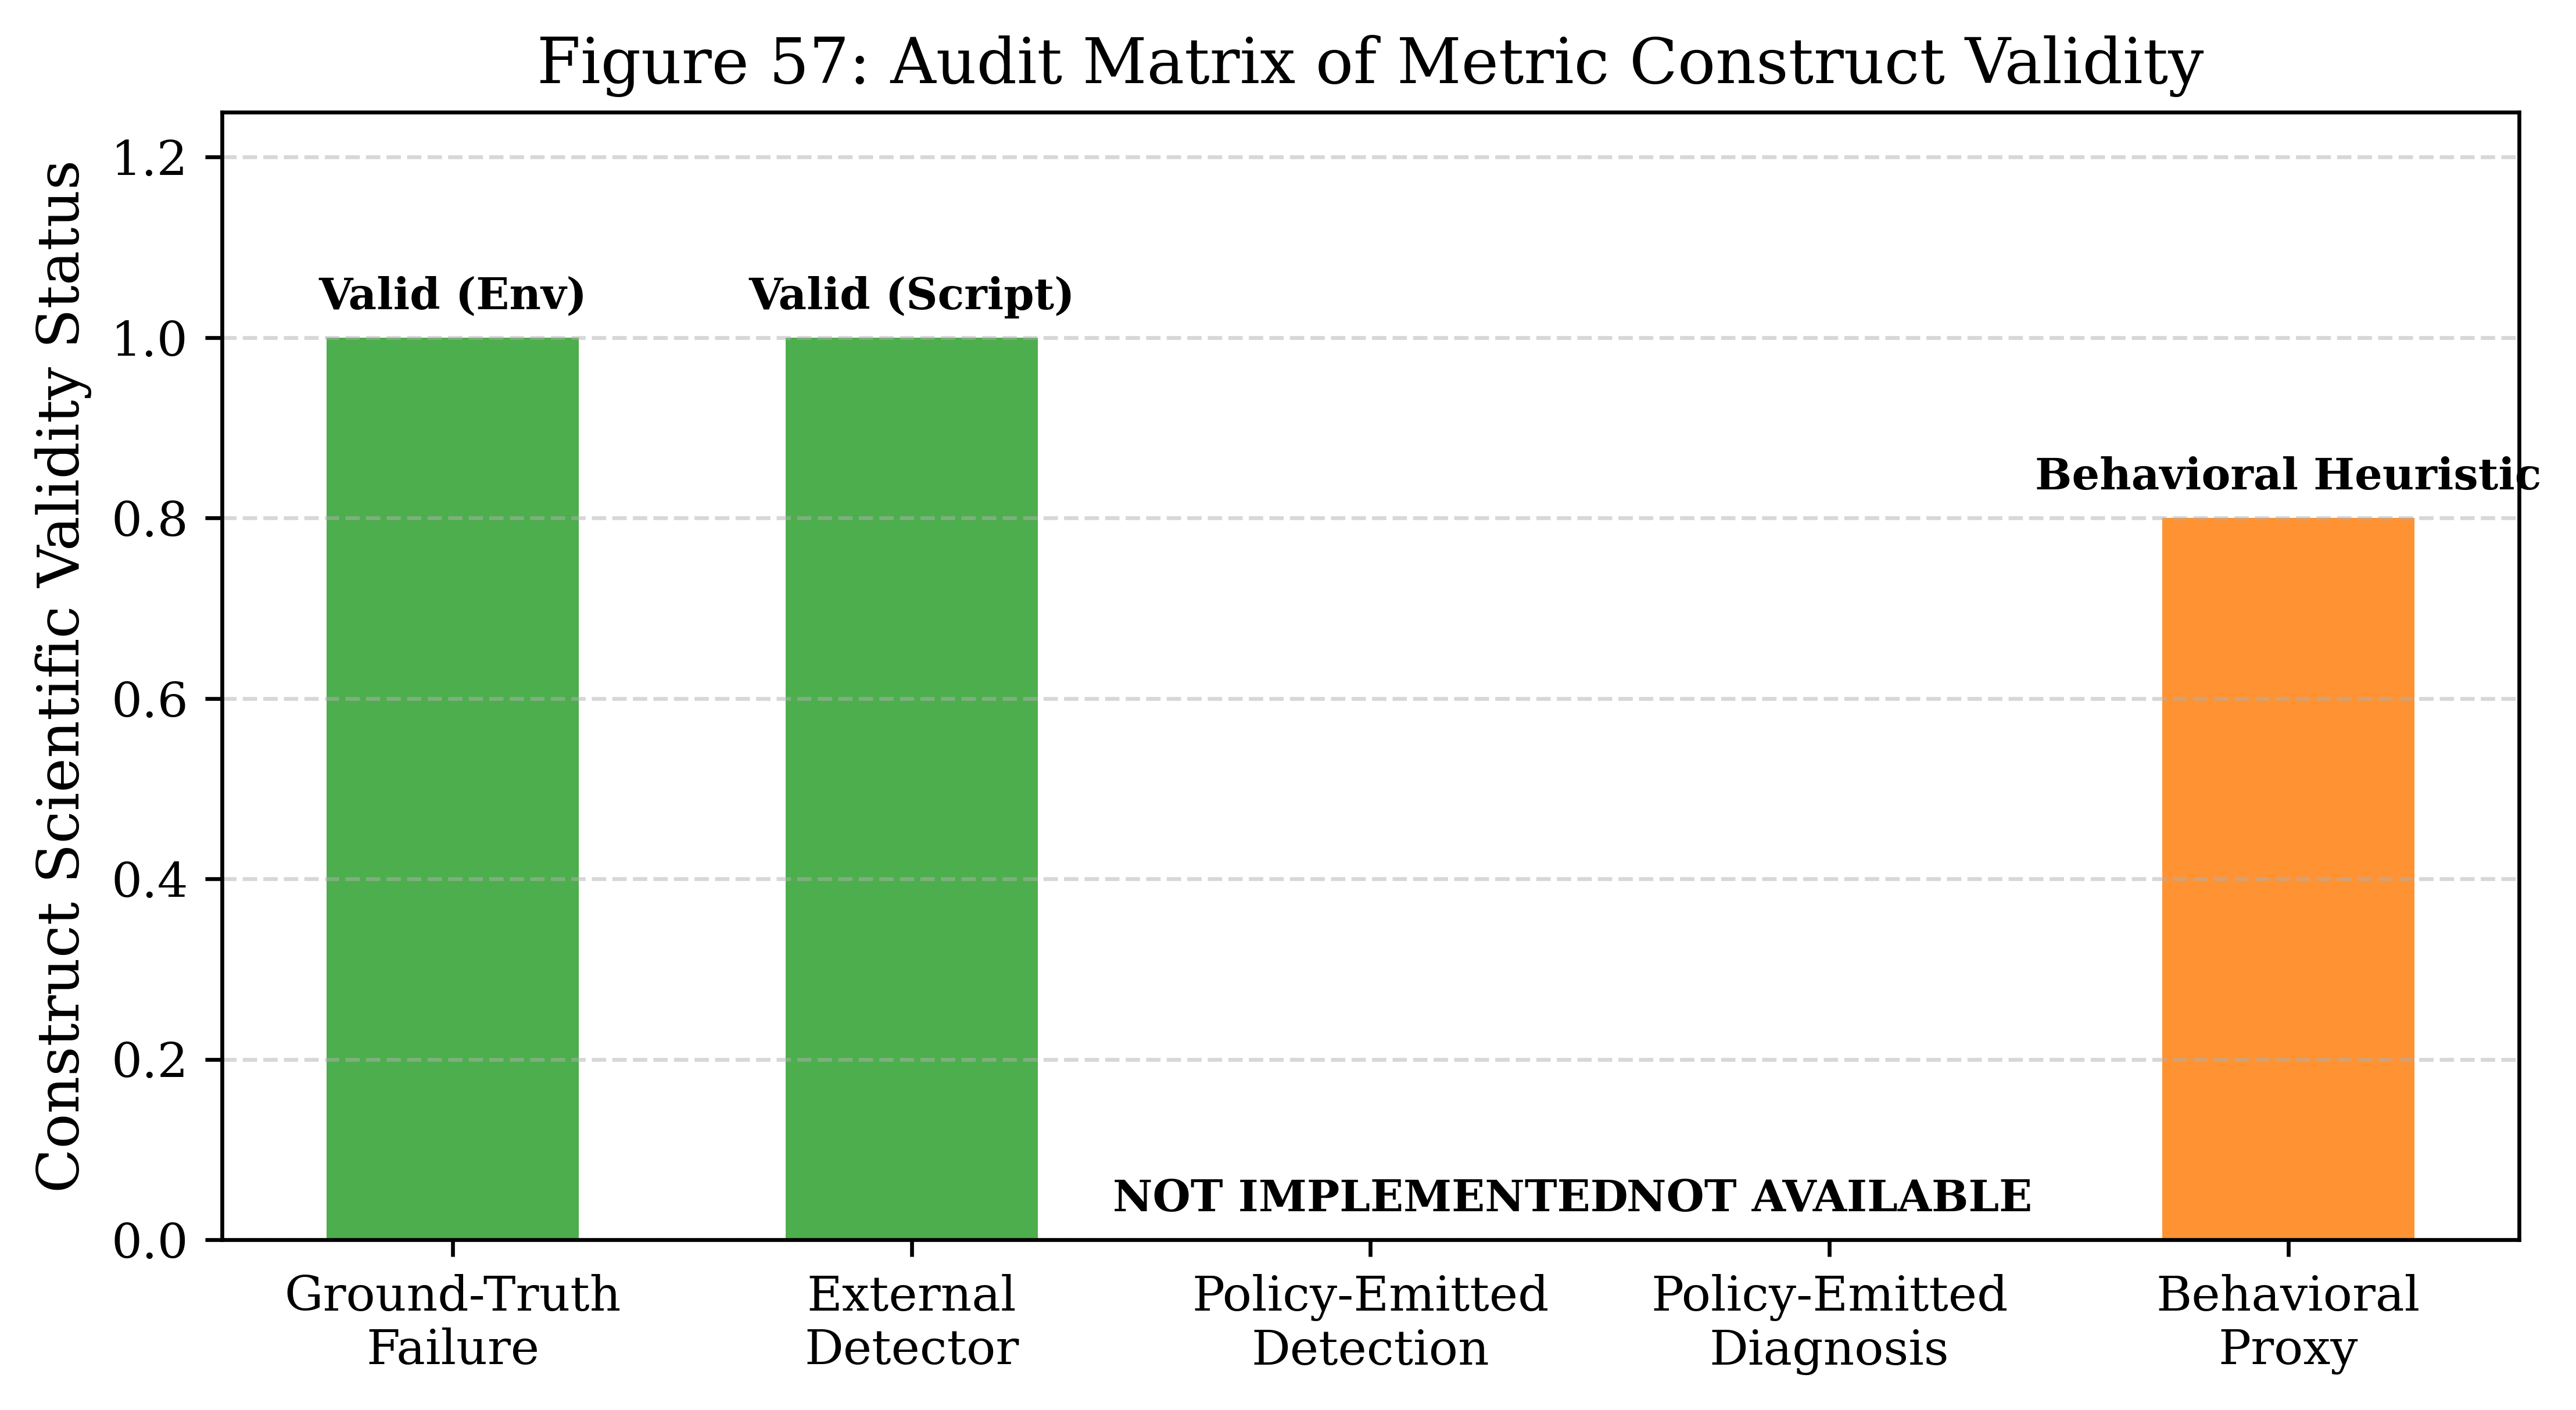 Figure 57: Audit Matrix of Metric Construct Validity
Construct Scientific Validity Status
1.2
1.0
0.8
0.6
0.4
0.2
0.0
Valid (Env)
Valid (Script)
NOT IMPLEMENTED
NOT AVAILABLE
Behavioral Heuristic
Ground-Truth
Failure
External
Detector
Policy-Emitted
Detection
Policy-Emitted
Diagnosis
Behavioral
Proxy